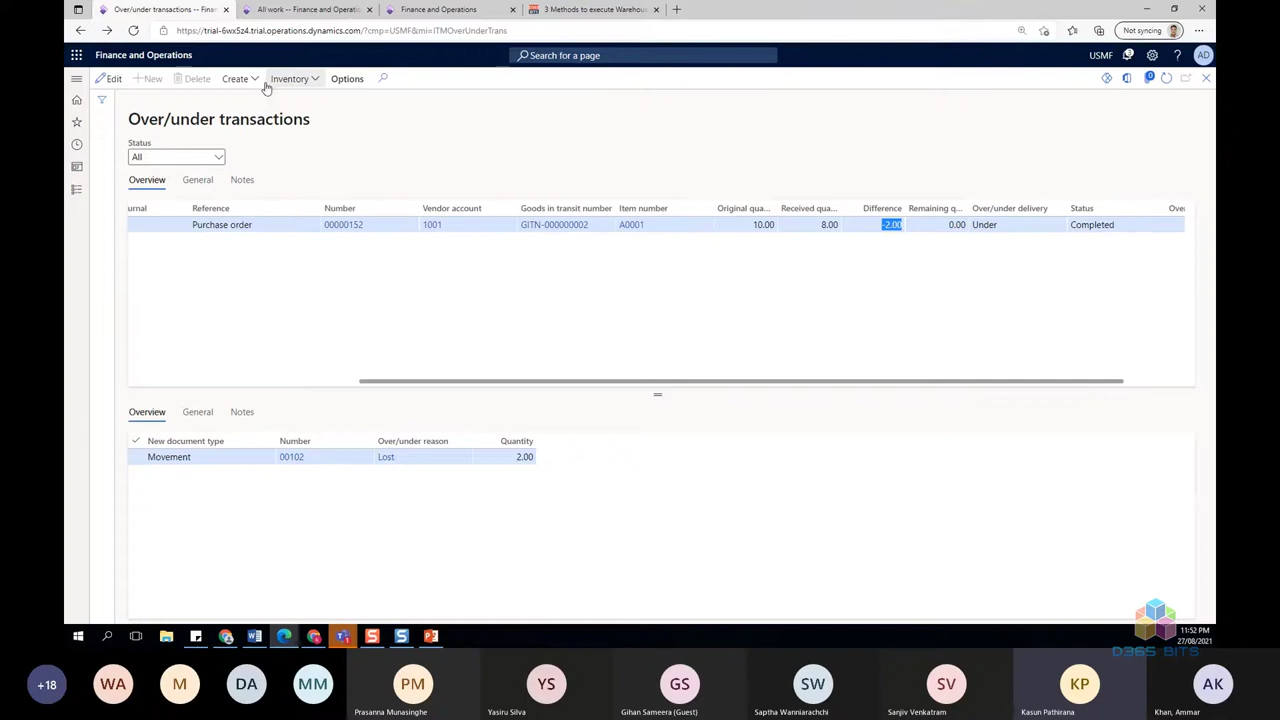 Over/under transactions -- Finan
All work -- Finance and Operatio
Finance and Operations
3 Methods to execute Warehous
https://trial-6wx5z4.trial.operations.dynamics.com/?cmp=USMF&mi=ITMOverUnderTrans
Not syncing
Finance and Operations
Search for a page
USMF
AD
Edit
New
Delete
Create
Inventory
Options
0
Over/under transactions
Status
All
Overview General Notes
urnal Reference Number Vendor account Goods in transit number Item number Original qua... Received qua... Difference Remaining q... Over/under delivery Status Over
Purchase order 00000152 1001 GITN-000000002 A0001 10.00 8.00 -2.00 0.00 Under Completed
Overview General Notes
New document type Number Over/under reason Quantity
Movement 00102 Lost 2.00
11:52 PM
27/08/2021
D365 BITS
+18 WA M DA MM PM YS GS SW SV KP AK
Prasanna Munasinghe Yasiru Silva Gihan Sameera (Guest) Saptha Wanniarachchi Sanjiv Venkatram Kasun Pathirana Khan, Ammar